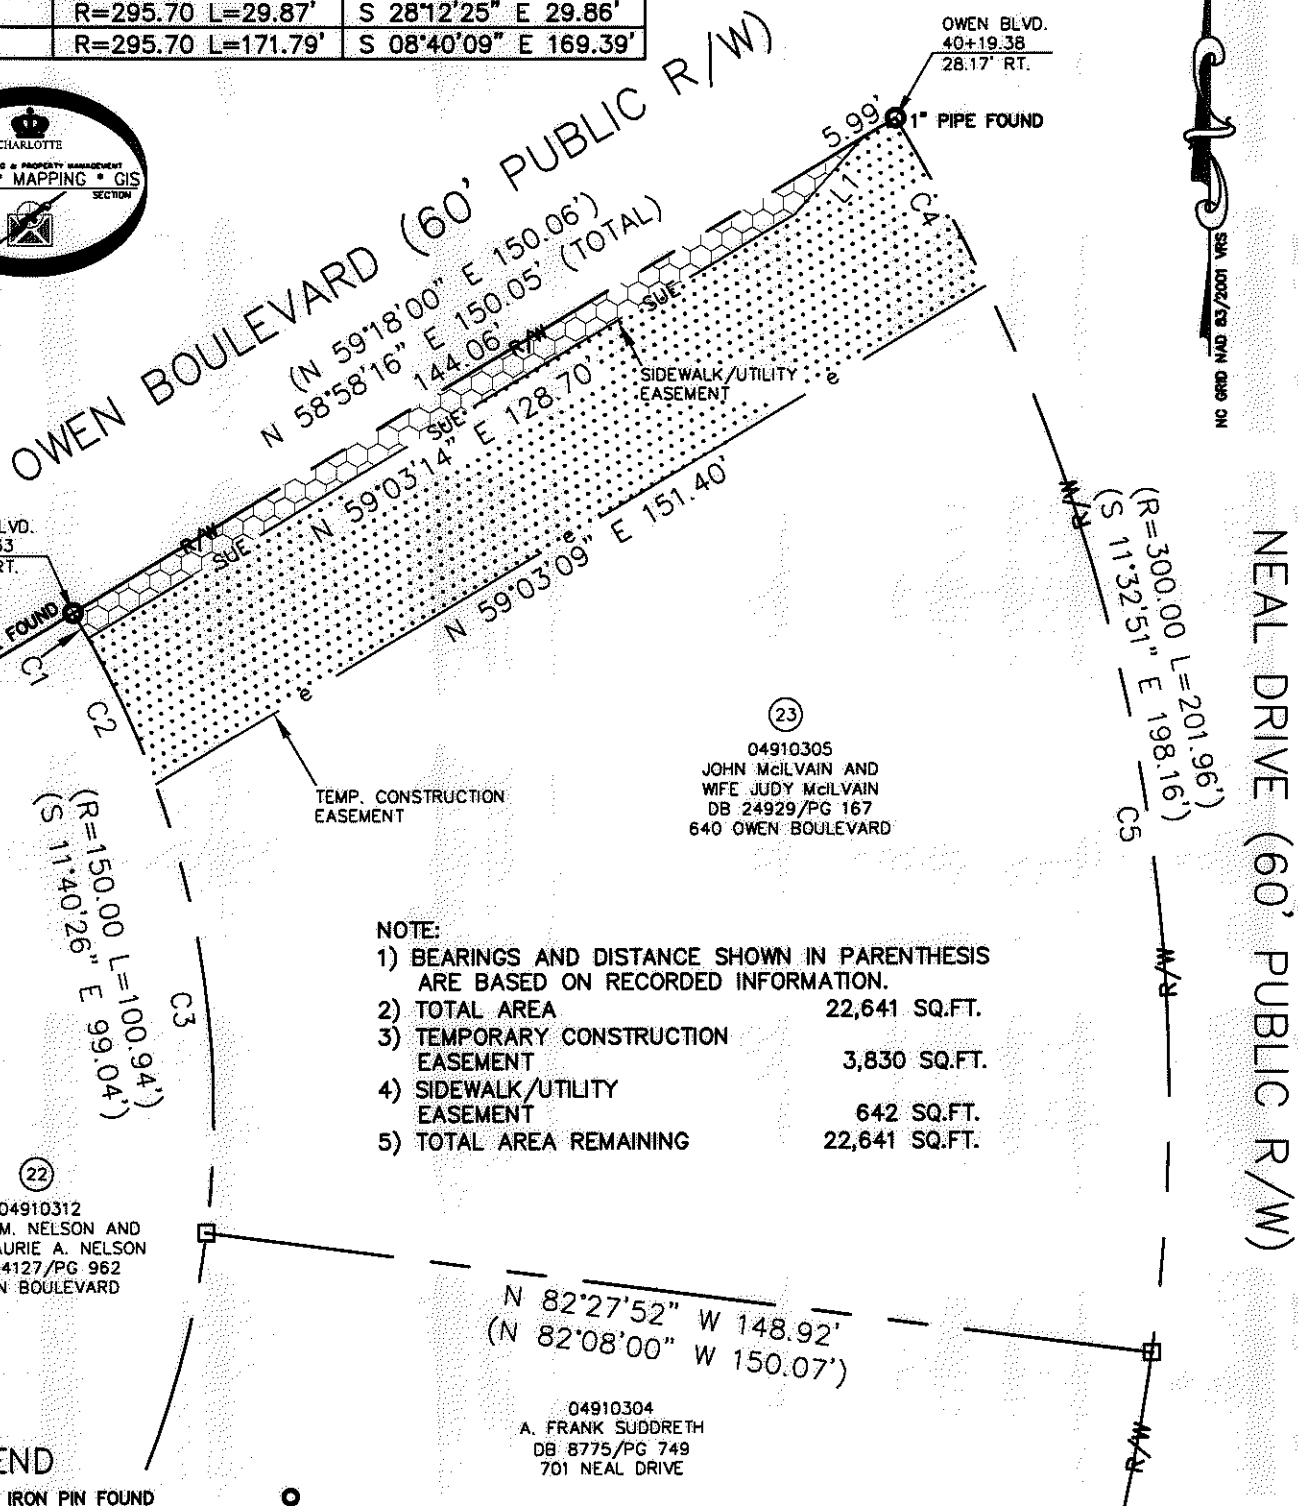 R=295.70 L=29.87' S 28°12'25" E 29.86'
R=295.70 L=171.79' S 08°40'09" E 169.39'
CHARLOTTE
& PROPERTY MANAGEMENT
MAPPING * GIS
SECTION
OWEN BLVD.
40+19.38
28.17' RT.
1" PIPE FOUND
5.99'
L1
C4
NC GRID NAD 83/2001 VRS
OWEN BOULEVARD (60' PUBLIC R/W)
(N 59°18'00" E 150.06')
N 58°58'16" E 150.05' (TOTAL)
144.06'
R/W
SUE
SIDEWALK/UTILITY
EASEMENT
SUE
N 59°03'14" E 128.70'
e
R/W
SUE
e
N 59°03'09" E 151.40'
LVD.
63
RT.
FOUND
C1
C2
e
TEMP. CONSTRUCTION
EASEMENT
R/W
(R=300.00 L=201.96')
(S 11°32'51" E 198.16')
C5
NEAL DRIVE (60' PUBLIC R/W)
23
04910305
JOHN McILVAIN AND
WIFE JUDY McILVAIN
DB 24929/PG 167
640 OWEN BOULEVARD
(R=150.00 L=100.94')
(S 11°40'26" E 99.04')
C3
NOTE:
1) BEARINGS AND DISTANCE SHOWN IN PARENTHESIS
ARE BASED ON RECORDED INFORMATION.
2) TOTAL AREA 22,641 SQ.FT.
3) TEMPORARY CONSTRUCTION
EASEMENT 3,830 SQ.FT.
4) SIDEWALK/UTILITY
EASEMENT 642 SQ.FT.
5) TOTAL AREA REMAINING 22,641 SQ.FT.
R/W
22
04910312
M. NELSON AND
AURIE A. NELSON
4127/PG 962
N BOULEVARD
N 82°27'52" W 148.92'
(N 82°08'00" W 150.07')
04910304
A. FRANK SUDDRETH
DB 8775/PG 749
701 NEAL DRIVE
R/W
END
IRON PIN FOUND